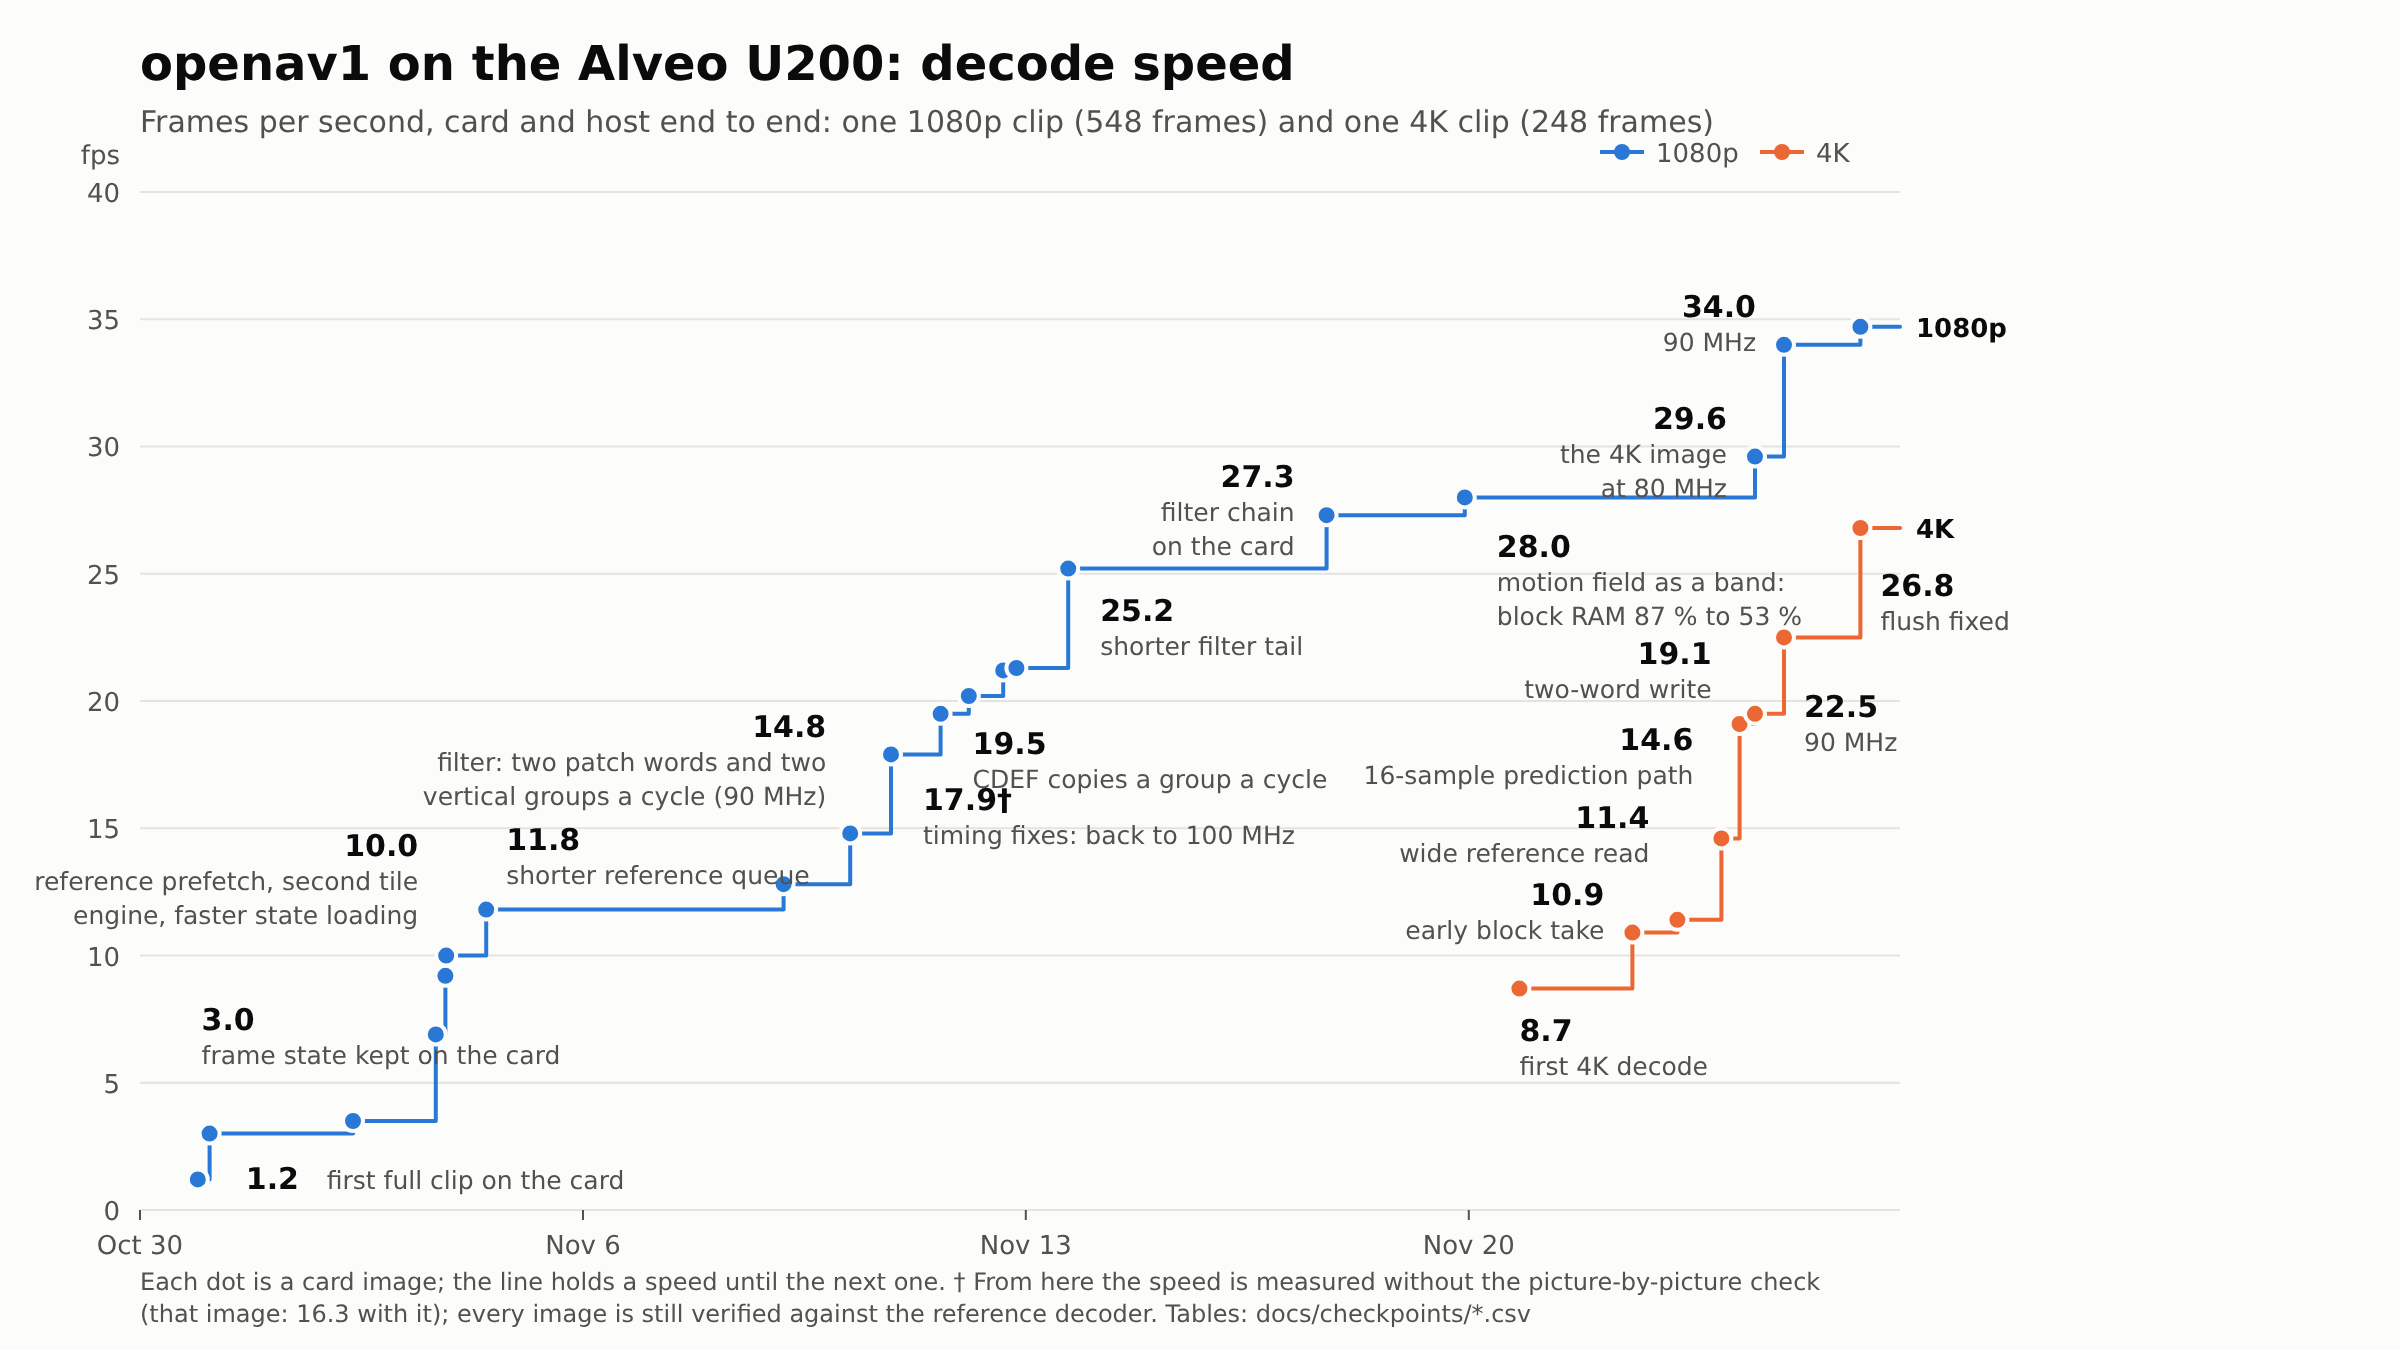 openav1 on the Alveo U200: decode speed
Frames per second, card and host end to end: one 1080p clip (548 frames) and one 4K clip (248 frames)
fps
1080p
4K
40
35
30
25
20
15
10
5
0
34.0
90 MHz
1080p
29.6
the 4K image
at 80 MHz
27.3
filter chain
on the card
4K
28.0
motion field as a band:
block RAM 87 % to 53 %
26.8
flush fixed
25.2
shorter filter tail
19.1
two-word write
22.5
90 MHz
14.8
filter: two patch words and two
vertical groups a cycle (90 MHz)
19.5
CDEF copies a group a cycle
14.6
16-sample prediction path
17.9†
timing fixes: back to 100 MHz
11.4
wide reference read
10.0
reference prefetch, second tile
engine, faster state loading
11.8
shorter reference queue
10.9
early block take
3.0
frame state kept on the card
8.7
first 4K decode
1.2
first full clip on the card
Oct 30
Nov 6
Nov 13
Nov 20
Each dot is a card image; the line holds a speed until the next one. † From here the speed is measured without the picture-by-picture check
(that image: 16.3 with it); every image is still verified against the reference decoder. Tables: docs/checkpoints/*.csv